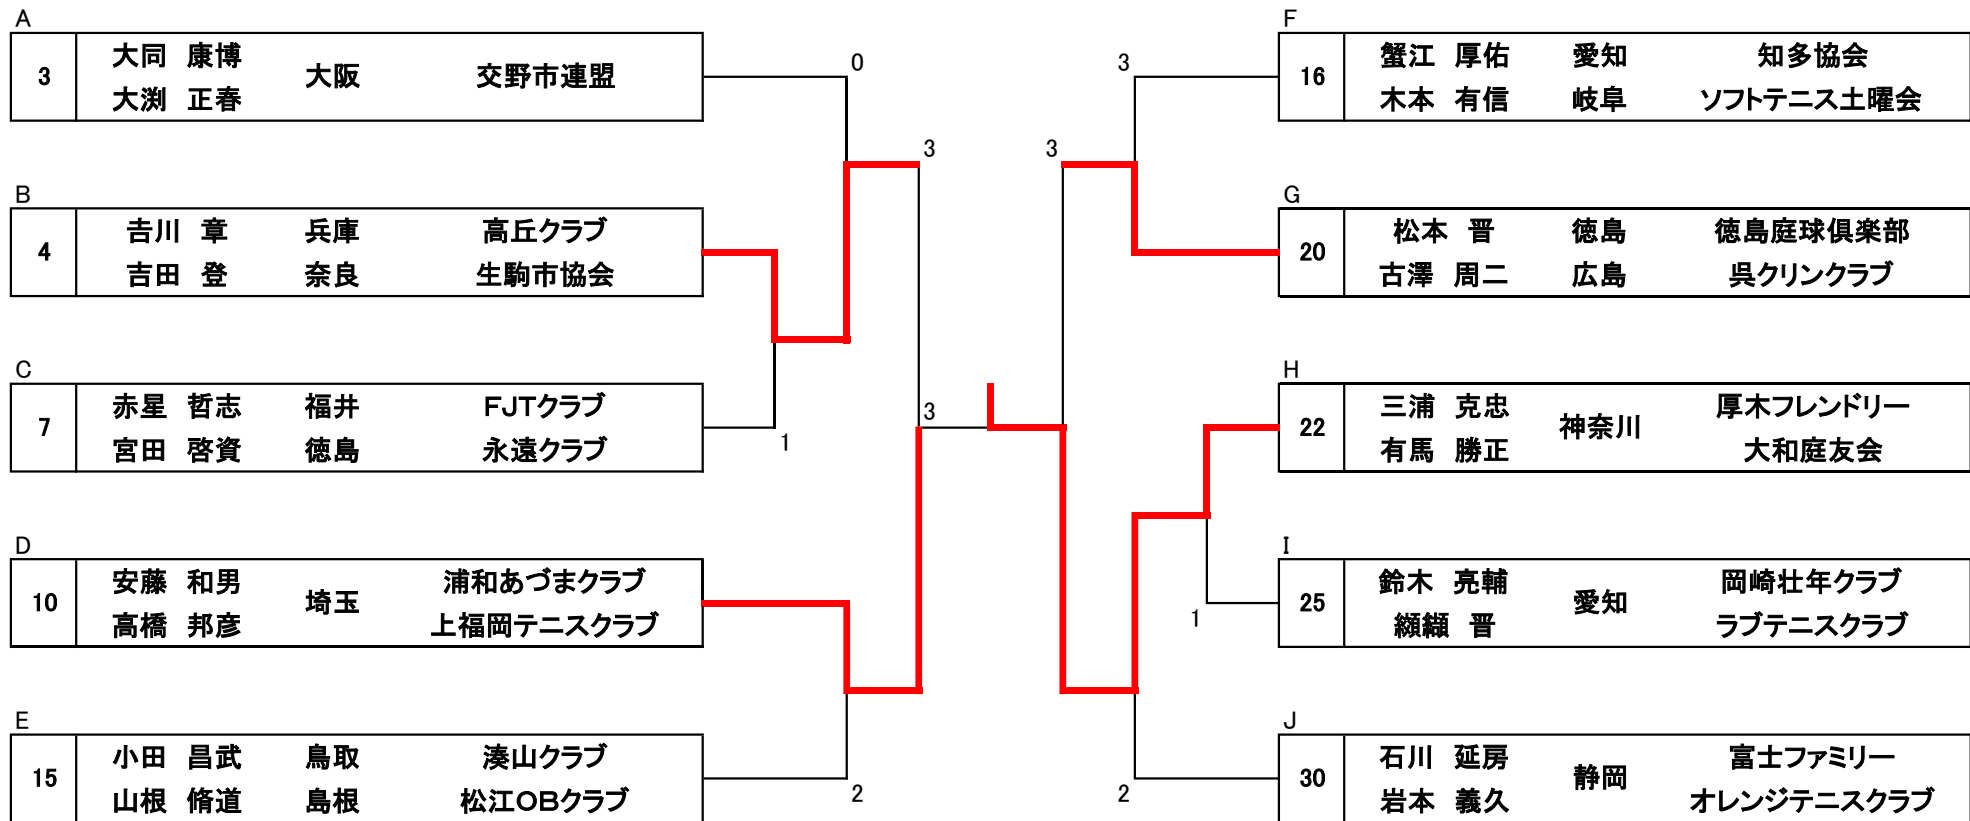 A
3 大同 康博 大阪 交野市連盟
大渕 正春
B
4 吉川 章 兵庫 高丘クラブ
吉田 登 奈良 生駒市協会
C
7 赤星 哲志 福井 FJTクラブ
宮田 啓資 徳島 永遠クラブ
D
10 安藤 和男 埼玉 浦和あづまクラブ
高橋 邦彦 上福岡テニスクラブ
E
15 小田 昌武 鳥取 湊山クラブ
山根 脩道 島根 松江OBクラブ
0
3
1
3
2
3
3
1
2
F
16 蟹江 厚佑 愛知 知多協会
木本 有信 岐阜 ソフトテニス土曜会
G
20 松本 晋 徳島 徳島庭球倶楽部
古澤 周二 広島 呉クリンクラブ
H
22 三浦 克忠 神奈川 厚木フレンドリー
有馬 勝正 大和庭友会
I
25 鈴木 亮輔 愛知 岡崎壮年クラブ
纐纈 晋 ラブテニスクラブ
J
30 石川 延房 静岡 富士ファミリー
岩本 義久 オレンジテニスクラブ